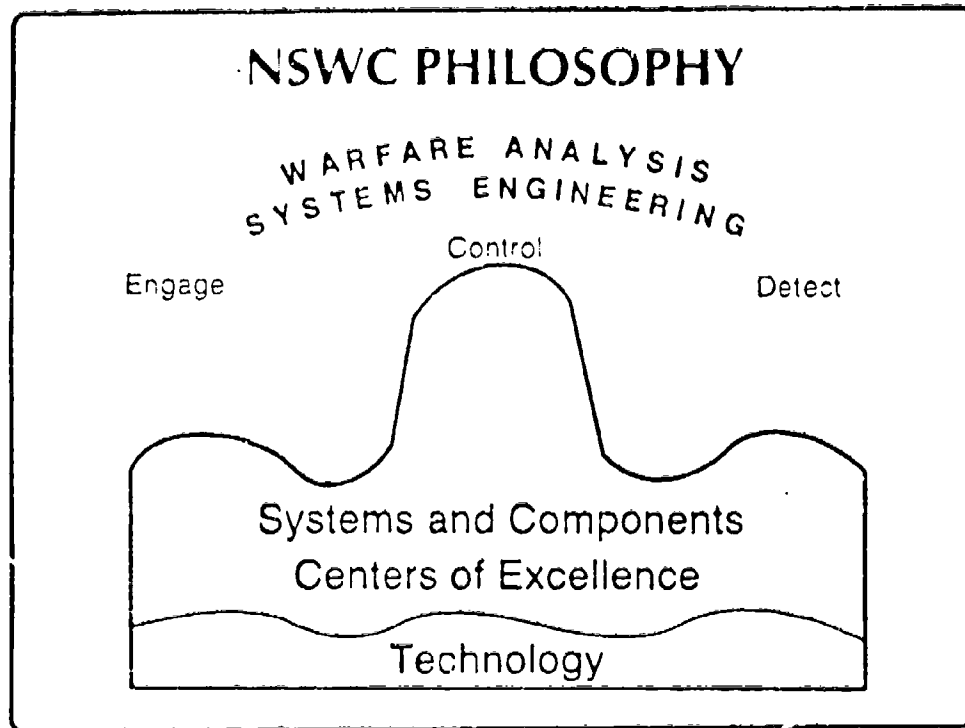 NSWC PHILOSOPHY
WARFARE ANALYSIS
SYSTEMS ENGINEERING
Control
Engage
Detect
Systems and Components
Centers of Excellence
Technology